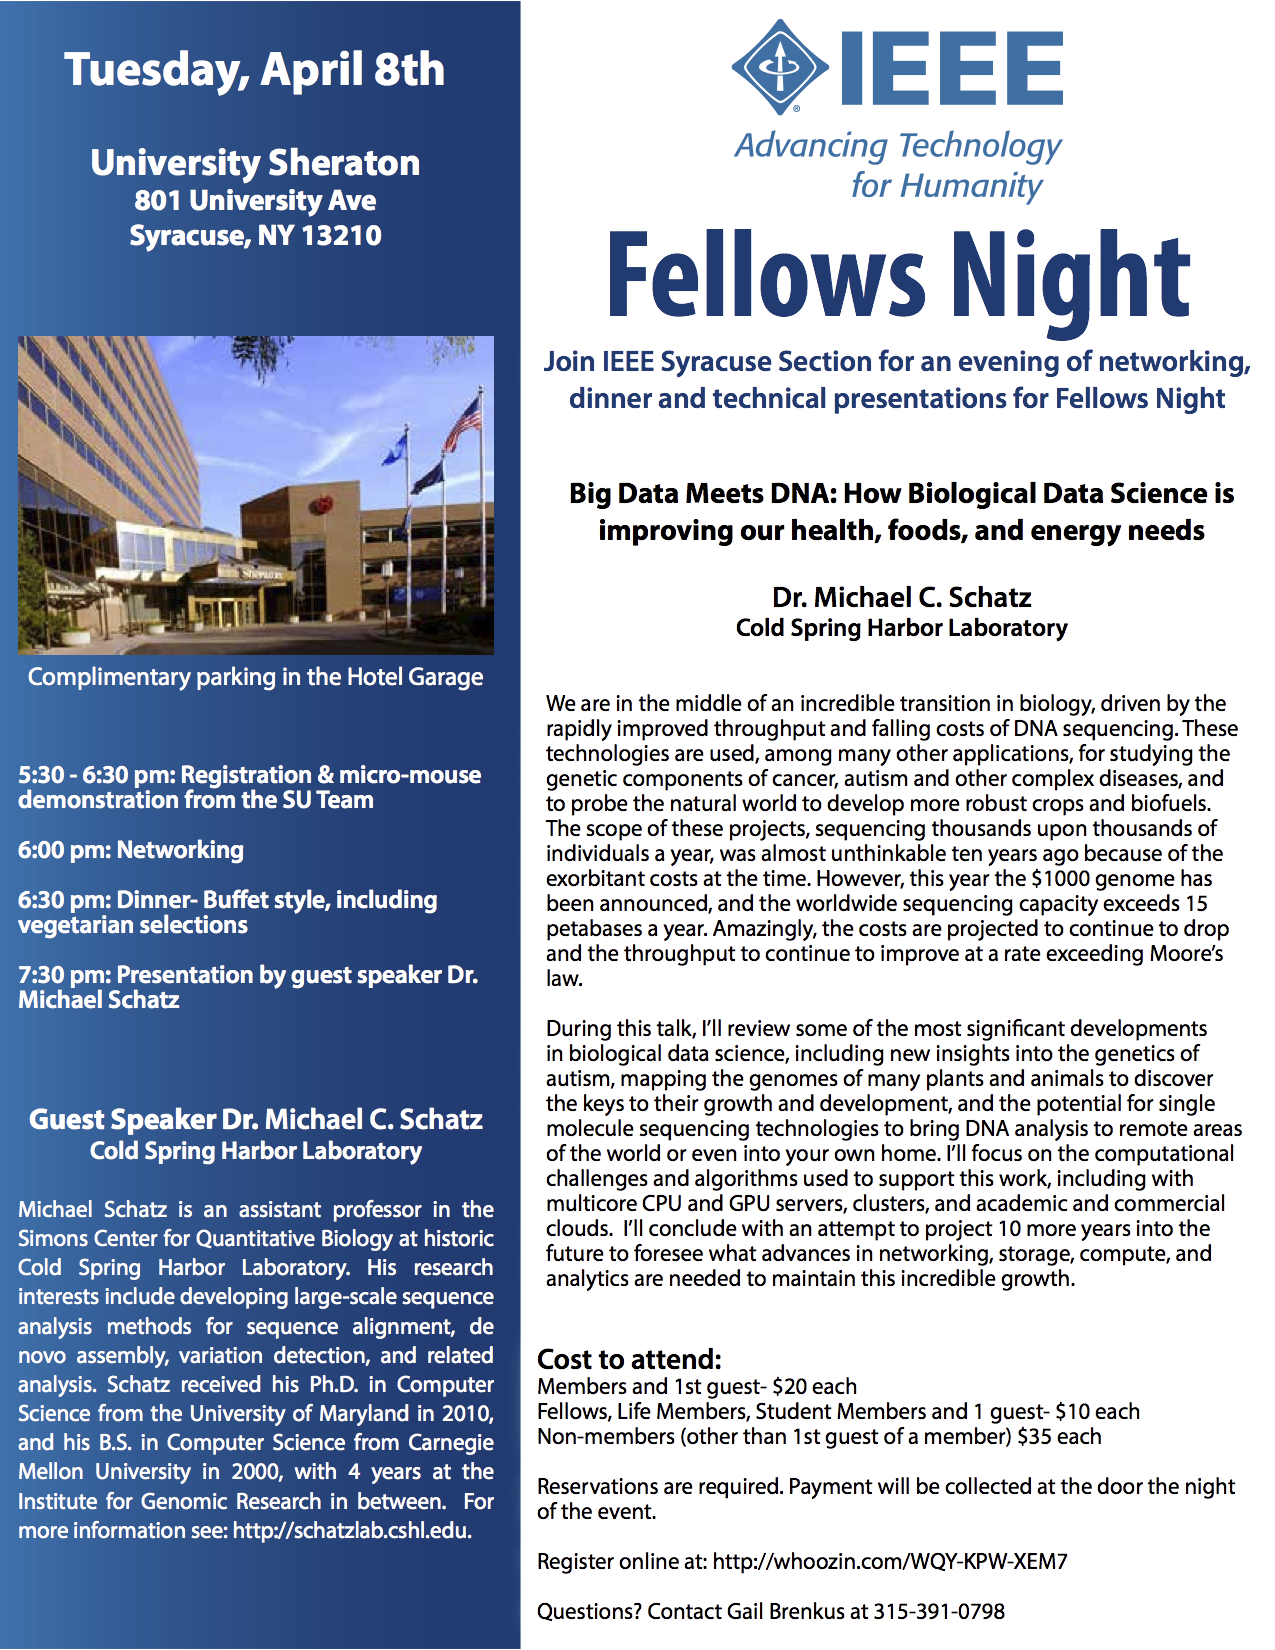 Tuesday, April 8th
University Sheraton
801 University Ave
Syracuse, NY 13210
Sheraton
Complimentary parking in the Hotel Garage
5:30 - 6:30 pm: Registration & micro-mouse
demonstration from the SU Team
6:00 pm: Networking
6:30 pm: Dinner- Buffet style, including
vegetarian selections
7:30 pm: Presentation by guest speaker Dr.
Michael Schatz
Guest Speaker Dr. Michael C. Schatz
Cold Spring Harbor Laboratory
Michael Schatz is an assistant professor in the
Simons Center for Quantitative Biology at historic
Cold Spring Harbor Laboratory. His research
interests include developing large-scale sequence
analysis methods for sequence alignment, de
novo assembly, variation detection, and related
analysis. Schatz received his Ph.D. in Computer
Science from the University of Maryland in 2010,
and his B.S. in Computer Science from Carnegie
Mellon University in 2000, with 4 years at the
Institute for Genomic Research in between.  For
more information see: http://schatzlab.cshl.edu.
®
IEEE
Advancing Technology
for Humanity
Fellows Night
Join IEEE Syracuse Section for an evening of networking,
dinner and technical presentations for Fellows Night
Big Data Meets DNA: How Biological Data Science is
improving our health, foods, and energy needs
Dr. Michael C. Schatz
Cold Spring Harbor Laboratory
We are in the middle of an incredible transition in biology, driven by the
rapidly improved throughput and falling costs of DNA sequencing. These
technologies are used, among many other applications, for studying the
genetic components of cancer, autism and other complex diseases, and
to probe the natural world to develop more robust crops and biofuels.
The scope of these projects, sequencing thousands upon thousands of
individuals a year, was almost unthinkable ten years ago because of the
exorbitant costs at the time. However, this year the $1000 genome has
been announced, and the worldwide sequencing capacity exceeds 15
petabases a year. Amazingly, the costs are projected to continue to drop
and the throughput to continue to improve at a rate exceeding Moore’s
law.
During this talk, I’ll review some of the most significant developments
in biological data science, including new insights into the genetics of
autism, mapping the genomes of many plants and animals to discover
the keys to their growth and development, and the potential for single
molecule sequencing technologies to bring DNA analysis to remote areas
of the world or even into your own home. I’ll focus on the computational
challenges and algorithms used to support this work, including with
multicore CPU and GPU servers, clusters, and academic and commercial
clouds.  I’ll conclude with an attempt to project 10 more years into the
future to foresee what advances in networking, storage, compute, and
analytics are needed to maintain this incredible growth.
Cost to attend:
Members and 1st guest- $20 each
Fellows, Life Members, Student Members and 1 guest- $10 each
Non-members (other than 1st guest of a member) $35 each
Reservations are required. Payment will be collected at the door the night
of the event.
Register online at: http://whoozin.com/WQY-KPW-XEM7
Questions? Contact Gail Brenkus at 315-391-0798